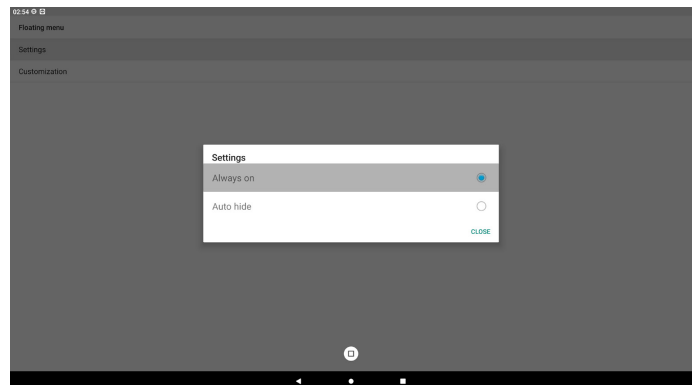 02:54
Floating menu
Settings
Customization
Settings
Always on
Auto hide
CLOSE